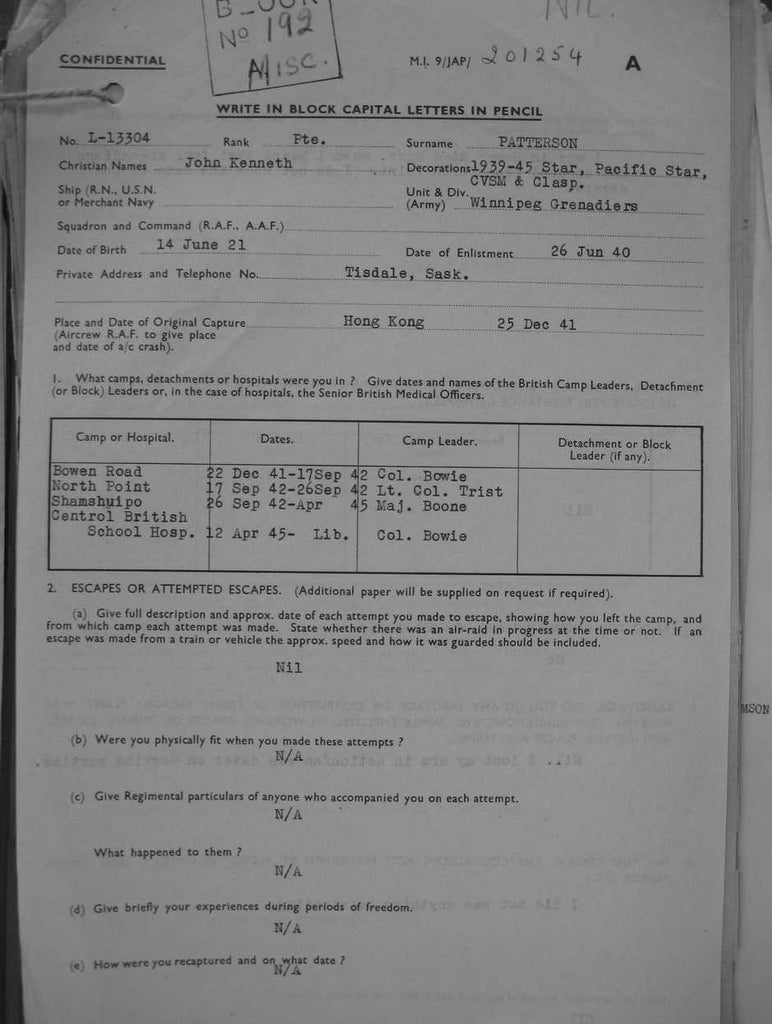 Nº 192
MISC.
NIL.
CONFIDENTIAL M.I. 9/JAP/ 201254 A
WRITE IN BLOCK CAPITAL LETTERS IN PENCIL
No. L-13304 Rank Pte. Surname PATTERSON
Christian Names John Kenneth Decorations 1939-45 Star, Pacific Star,
CVSM & Clasp.
Ship (R.N., U.S.N. Unit & Div.
or Merchant Navy (Army) Winnipeg Grenadiers
Squadron and Command (R.A.F., A.A.F.)
Date of Birth 14 June 21 Date of Enlistment 26 Jun 40
Private Address and Telephone No. Tisdale, Sask.
Place and Date of Original Capture Hong Kong 25 Dec 41
(Aircrew R.A.F. to give place
and date of a/c crash).
1. What camps, detachments or hospitals were you in ? Give dates and names of the British Camp Leaders, Detachment
(or Block) Leaders or, in the case of hospitals, the Senior British Medical Officers.
Camp or Hospital. Dates. Camp Leader. Detachment or Block
Leader (if any).
Bowen Road 22 Dec 41-17Sep 42 Col. Bowie
North Point 17 Sep 42-26Sep 42 Lt. Col. Trist
Shamshuipo 26 Sep 42-Apr 45 Maj. Boone
Centrol British
School Hosp. 12 Apr 45- Lib. Col. Bowie
2. ESCAPES OR ATTEMPTED ESCAPES. (Additional paper will be supplied on request if required).
(a) Give full description and approx. date of each attempt you made to escape, showing how you left the camp, and
from which camp each attempt was made. State whether there was an air-raid in progress at the time or not. If an
escape was made from a train or vehicle the approx. speed and how it was guarded should be included.
Nil
MSON
(b) Were you physically fit when you made these attempts ?
N/A
(c) Give Regimental particulars of anyone who accompanied you on each attempt.
N/A
What happened to them ?
N/A
(d) Give briefly your experiences during periods of freedom.
N/A
(e) How were you recaptured and on what date ?
N/A